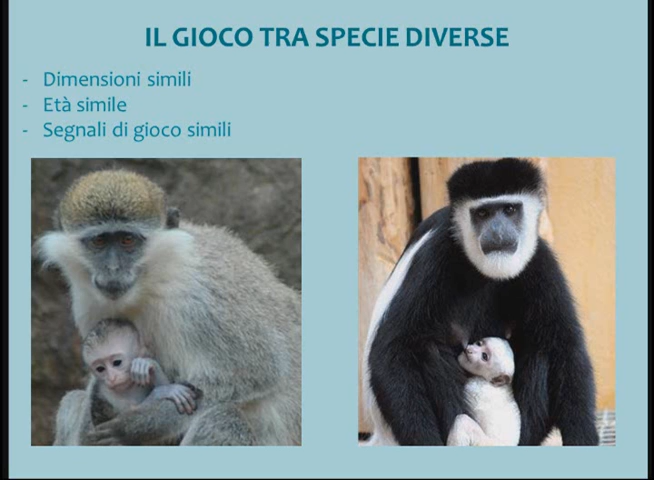 IL GIOCO TRA SPECIE DIVERSE
- Dimensioni simili
- Età simile
- Segnali di gioco simili